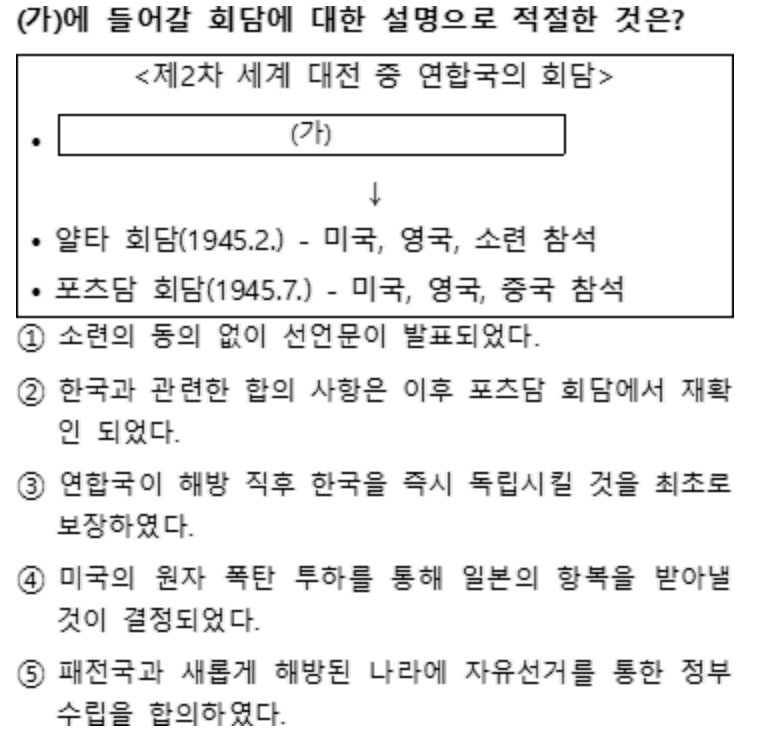 (가)에 들어갈 회담에 대한 설명으로 적절한 것은?
<제2차 세계 대전 중 연합국의 회담>
• (가)
↓
• 얄타 회담(1945.2.) - 미국, 영국, 소련 참석
• 포츠담 회담(1945.7.) - 미국, 영국, 중국 참석
① 소련의 동의 없이 선언문이 발표되었다.
② 한국과 관련한 합의 사항은 이후 포츠담 회담에서 재확
인 되었다.
③ 연합국이 해방 직후 한국을 즉시 독립시킬 것을 최초로
보장하였다.
④ 미국의 원자 폭탄 투하를 통해 일본의 항복을 받아낼
것이 결정되었다.
⑤ 패전국과 새롭게 해방된 나라에 자유선거를 통한 정부
수립을 합의하였다.